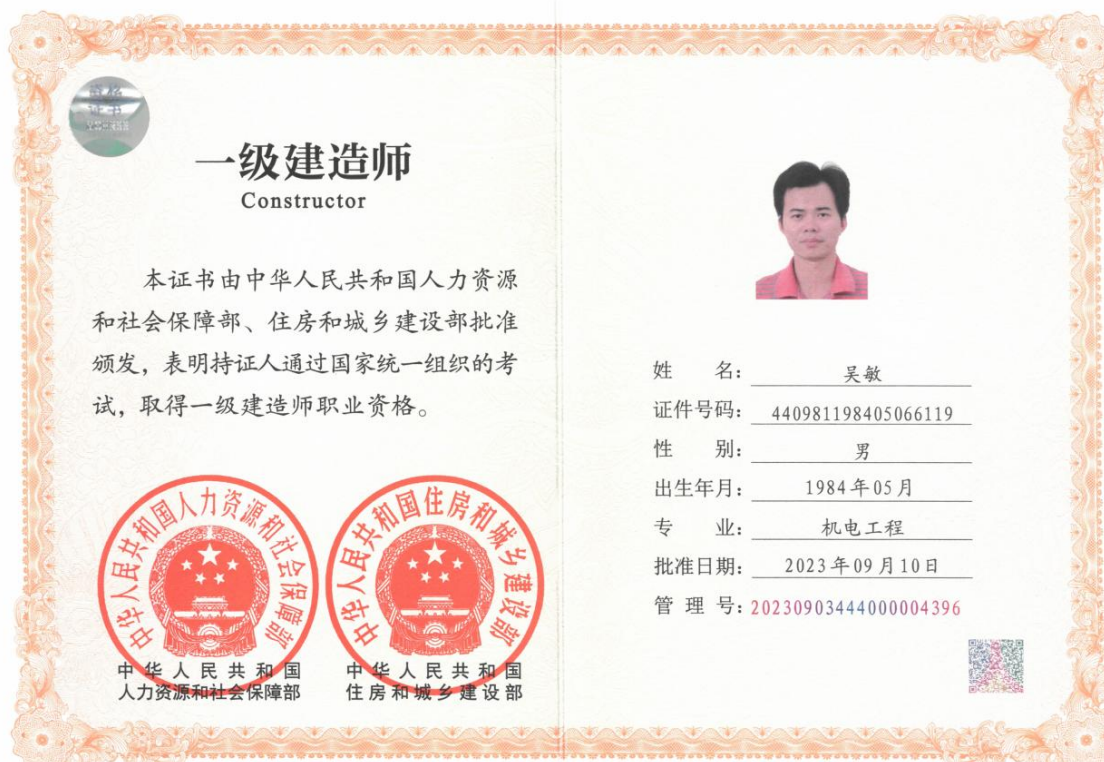 一级建造师
Constructor
本证书由中华人民共和国人力资源
和社会保障部、住房和城乡建设部批准
颁发，表明持证人通过国家统一组织的考
试，取得一级建造师职业资格。
中华人民共和国人力资源和社会保障部
中华人民共和国
人力资源和社会保障部
中华人民共和国住房和城乡建设部
中华人民共和国
住房和城乡建设部
姓 名： 吴敏
证件号码： 440981198405066119
性 别： 男
出生年月： 1984年05月
专 业： 机电工程
批准日期： 2023年09月10日
管 理 号： 20230903444000004396